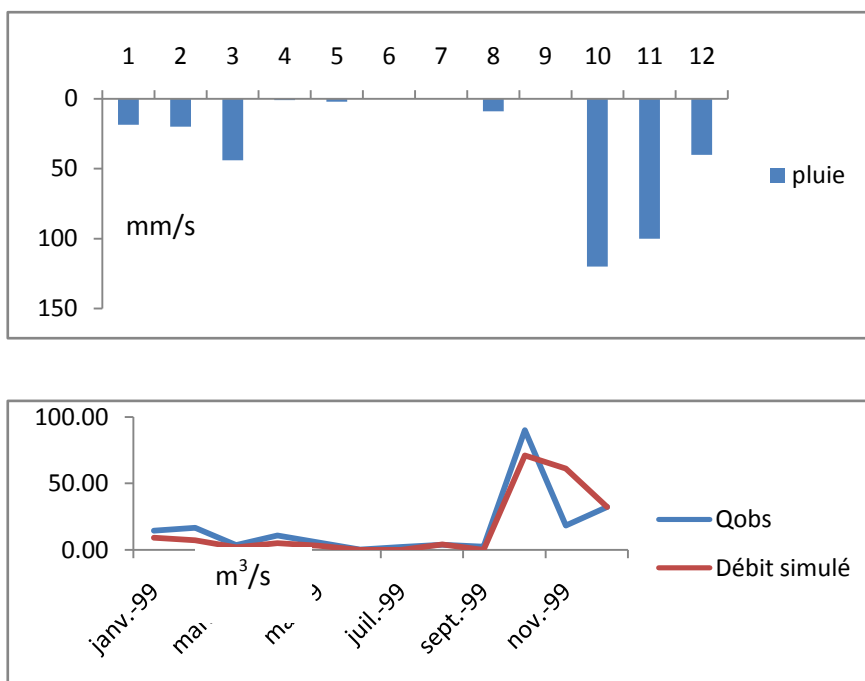 1 2 3 4 5 6 7 8 9 10 11 12
0
50
100
150
mm/s
pluie
100.00
50.00
0.00
m³/s
janv.-99
juil.-99
sept.-99
nov.-99
Qobs
Débit simulé